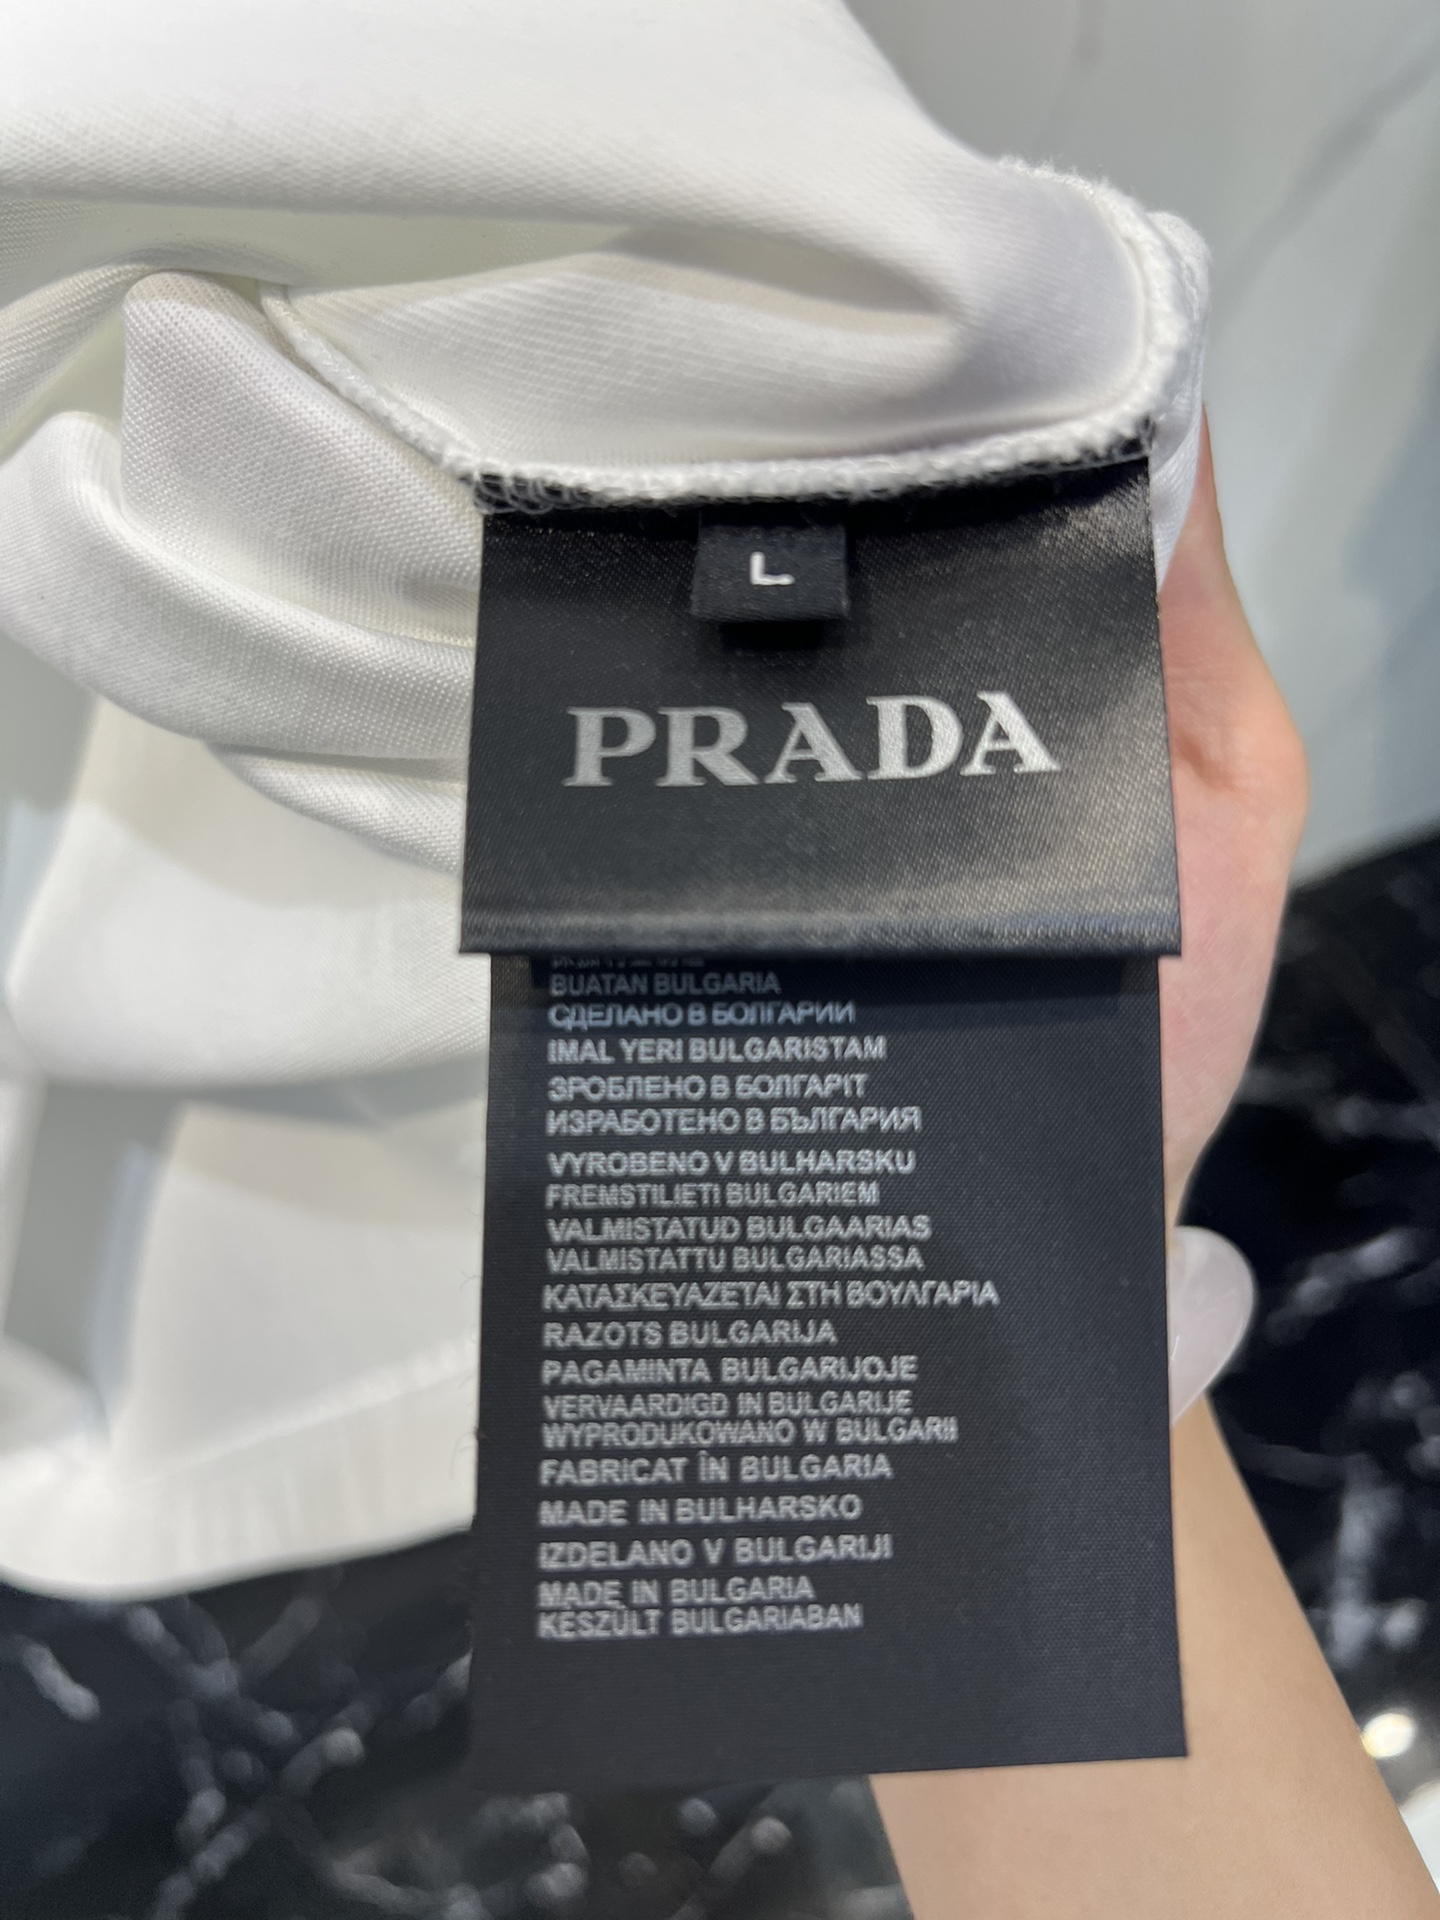 L
PRADA
BUATAN BULGARIA
СДЕЛАНО В БОЛГАРИИ
IMAL YERI BULGARISTAM
ЗРОБЛЕНО В БОЛГАРІТ
ИЗРАБОТЕНО В БЪЛГАРИЯ
VYROBENO V BULHARSKU
FREMSTILIETI BULGARIEM
VALMISTATUD BULGAARIAS
VALMISTATTU BULGARIASSA
ΚΑΤΑΣΚΕΥΑΖΕΤΑΙ ΣΤΗ ΒΟΥΛΓΑΡΙΑ
RAZOTS BULGARIJA
PAGAMINTA BULGARIJOJE
VERVAARDIGD IN BULGARIJE
WYPRODUKOWANO W BULGARII
FABRICAT ÎN BULGARIA
MADE IN BULHARSKO
IZDELANO V BULGARIJI
MADE IN BULGARIA
KESZÜLT BULGARIABAN